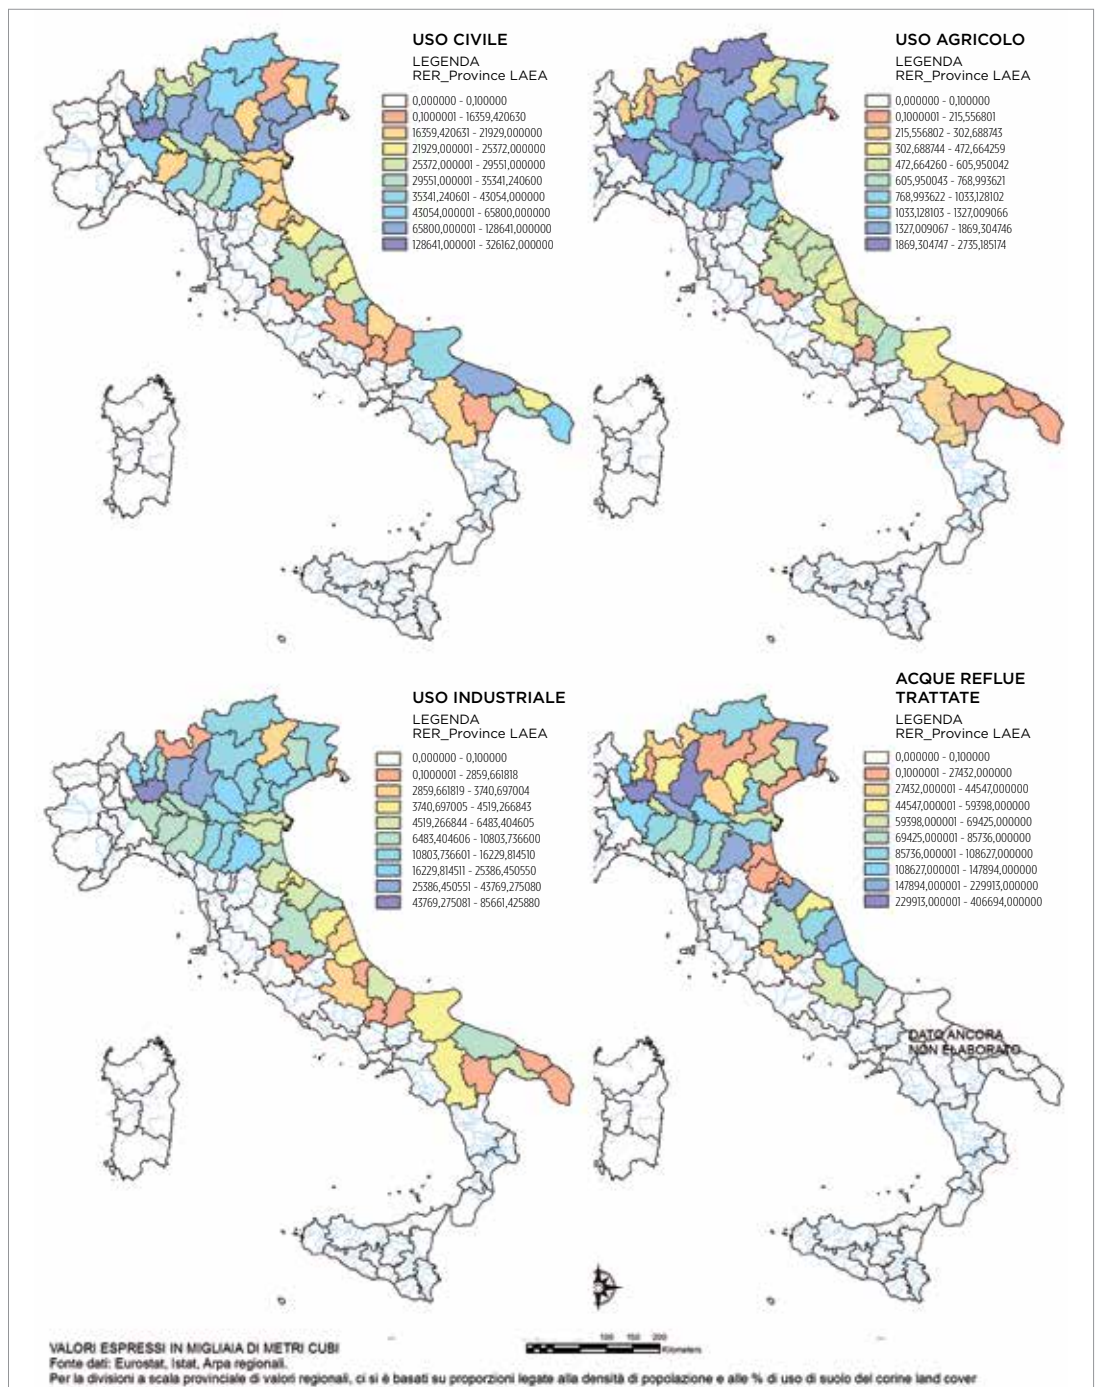 USO CIVILE
LEGENDA
RER_Province LAEA
0,000000 - 0,100000
0,1000001 - 16359,420630
16359,420631 - 21929,000000
21929,000001 - 25372,000000
25372,000001 - 29551,000000
29551,000001 - 35341,240600
35341,240601 - 43054,000000
43054,000001 - 65800,000000
65800,000001 - 128641,000000
128641,000001 - 326162,000000
USO AGRICOLO
LEGENDA
RER_Province LAEA
0,000000 - 0,100000
0,1000001 - 215,556801
215,556802 - 302,688743
302,688744 - 472,664259
472,664260 - 605,950042
605,950043 - 768,993621
768,993622 - 1033,128102
1033,128103 - 1327,009066
1327,009067 - 1869,304746
1869,304747 - 2735,185174
USO INDUSTRIALE
LEGENDA
RER_Province LAEA
0,000000 - 0,100000
0,1000001 - 2859,661818
2859,661819 - 3740,697004
3740,697005 - 4519,266843
4519,266844 - 6483,404605
6483,404606 - 10803,736600
10803,736601 - 16229,814510
16229,814511 - 25386,450550
25386,450551 - 43769,275080
43769,275081 - 85661,425880
ACQUE REFLUE
TRATTATE
LEGENDA
RER_Province LAEA
0,000000 - 0,100000
0,1000001 - 27432,000000
27432,000001 - 44547,000000
44547,000001 - 59398,000000
59398,000001 - 69425,000000
69425,000001 - 85736,000000
85736,000001 - 108627,000000
108627,000001 - 147894,000000
147894,000001 - 229913,000000
229913,000001 - 406694,000000
DATO ANCORA
NON ELABORATO
100 150 200
Kilometers
VALORI ESPRESSI IN MIGLIAIA DI METRI CUBI
Fonte dati: Eurostat, Istat, Arpa regionali.
Per la divisioni a scala provinciale di valori regionali, ci si è basati su proporzioni legate alla densità di popolazione e alle % di uso di suolo del corine land cover